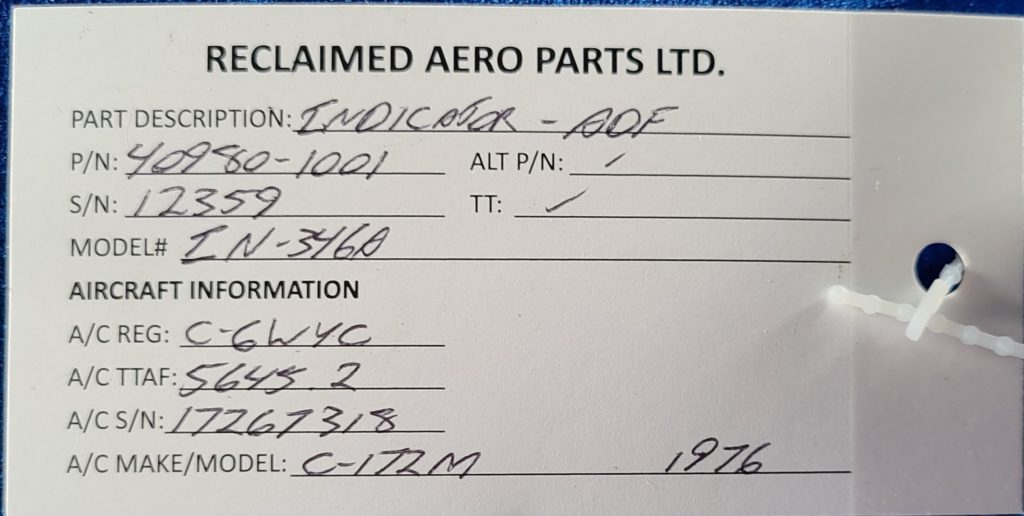 RECLAIMED AERO PARTS LTD.
PART DESCRIPTION: INDICATOR - ADF
P/N: 40980-1001 ALT P/N: ✓
S/N: 12359 TT: ✓
MODEL# IN-346A
AIRCRAFT INFORMATION
A/C REG: C-GWYC
A/C TTAF: 5645.2
A/C S/N: 17267318
A/C MAKE/MODEL: C-172M 1976